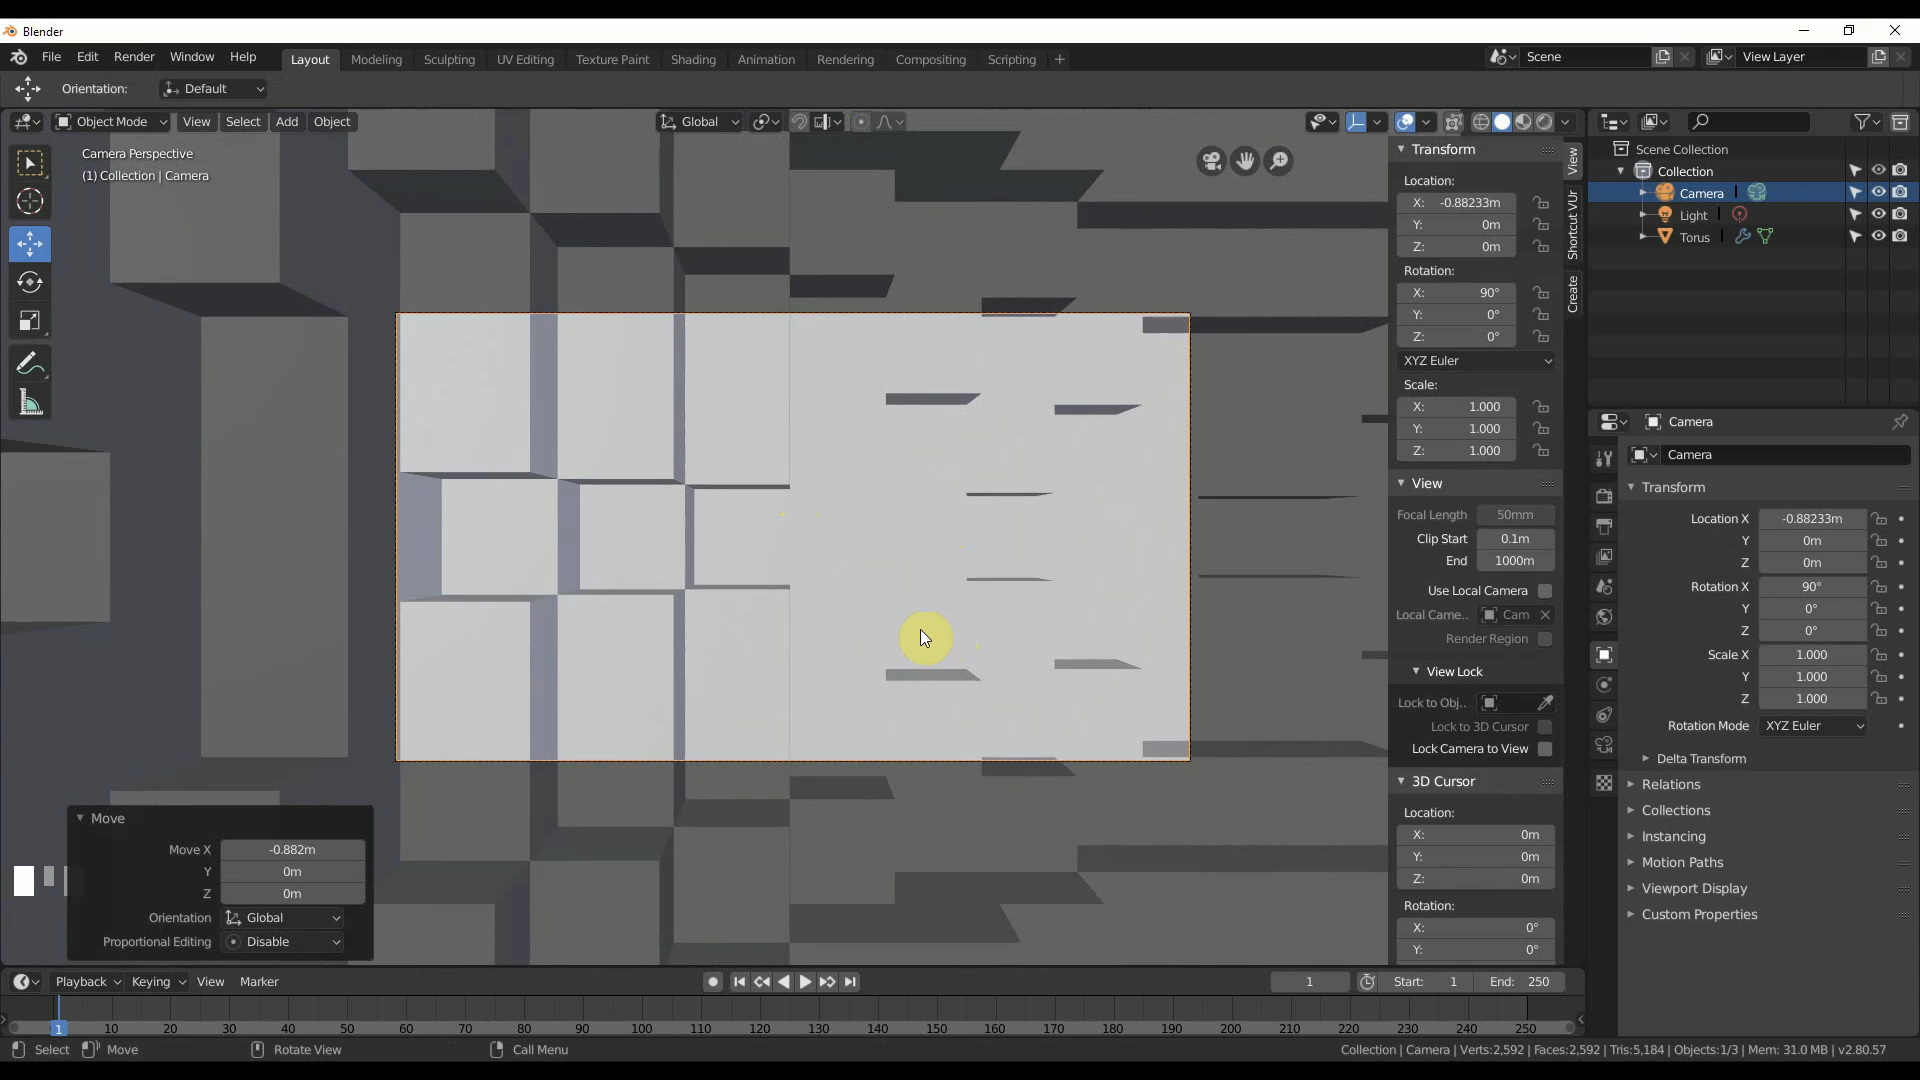 Blender
File Edit Render Window Help
Layout Modeling Sculpting UV Editing Texture Paint Shading Animation Rendering Compositing Scripting +
Scene View Layer
Orientation: Default
Object Mode View Select Add Object
Global
Camera Perspective
(1) Collection | Camera
Transform
Location:
X: -0.88233m
Y: 0m
Z: 0m
Rotation:
X: 90°
Y: 0°
Z: 0°
XYZ Euler
Scale:
X: 1.000
Y: 1.000
Z: 1.000
View
Focal Length 50mm
Clip Start 0.1m
End 1000m
Use Local Camera
Local Came.. Cam
Render Region
View Lock
Lock to Obj..
Lock to 3D Cursor
Lock Camera to View
3D Cursor
Location:
X: 0m
Y: 0m
Z: 0m
Rotation:
X: 0°
Y: 0°
View
Shortcut VUr
Create
Scene Collection
Collection
Camera
Light
Torus
Camera
Camera
Transform
Location X -0.88233m
Y 0m
Z 0m
Rotation X 90°
Y 0°
Z 0°
Scale X 1.000
Y 1.000
Z 1.000
Rotation Mode XYZ Euler
Delta Transform
Relations
Collections
Instancing
Motion Paths
Viewport Display
Custom Properties
Move
Move X -0.882m
Y 0m
Z 0m
Orientation Global
Proportional Editing Disable
Playback Keying View Marker
1 Start: 1 End: 250
1 10 20 30 40 50 60 70 80 90 100 110 120 130 140 150 160 170 180 190 200 210 220 230 240 250
Select Move Rotate View Call Menu
Collection | Camera | Verts:2,592 | Faces:2,592 | Tris:5,184 | Objects:1/3 | Mem: 31.0 MB | v2.80.57